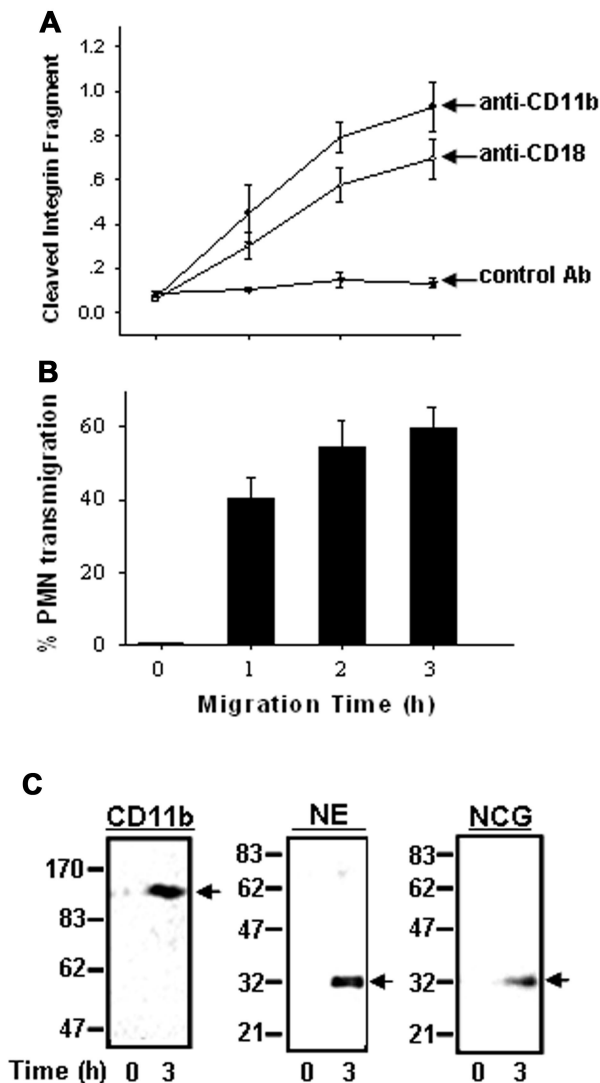 A
Cleaved Integrin Fragment
1.2
1.0
.8
.6
.4
.2
0.0
anti-CD11b
anti-CD18
control Ab
B
% PMN transmigration
60
40
20
0
0 1 2 3
Migration Time (h)
C
CD11b NE NCG
170
83
62
47
83
62
47
32
21
83
62
47
32
21
Time (h) 0 3 0 3 0 3